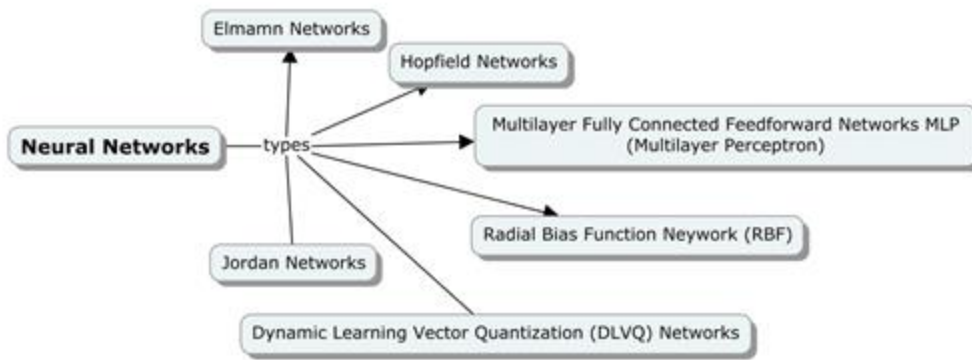 Elmamn Networks
Hopfield Networks
Neural Networks
types
Multilayer Fully Connected Feedforward Networks MLP
(Multilayer Perceptron)
Radial Bias Function Neywork (RBF)
Jordan Networks
Dynamic Learning Vector Quantization (DLVQ) Networks